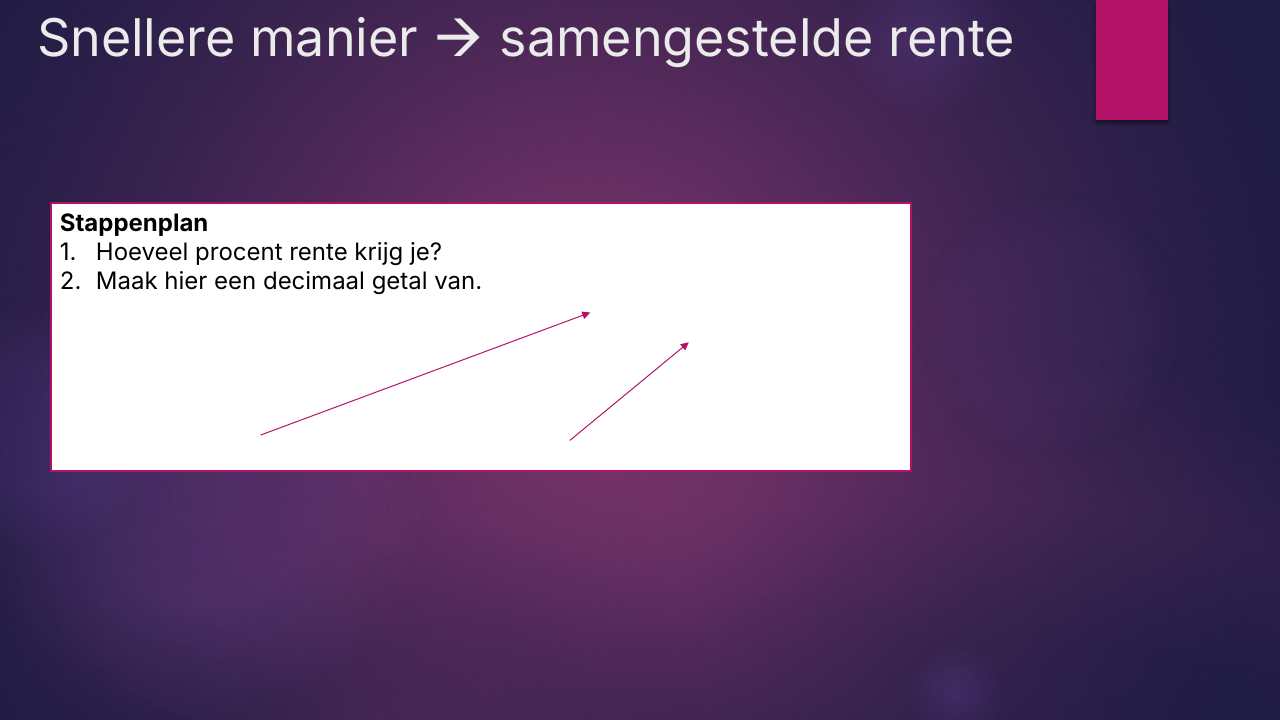 Snellere manier → samengestelde rente
Stappenplan
1. Hoeveel procent rente krijg je?
2. Maak hier een decimaal getal van.